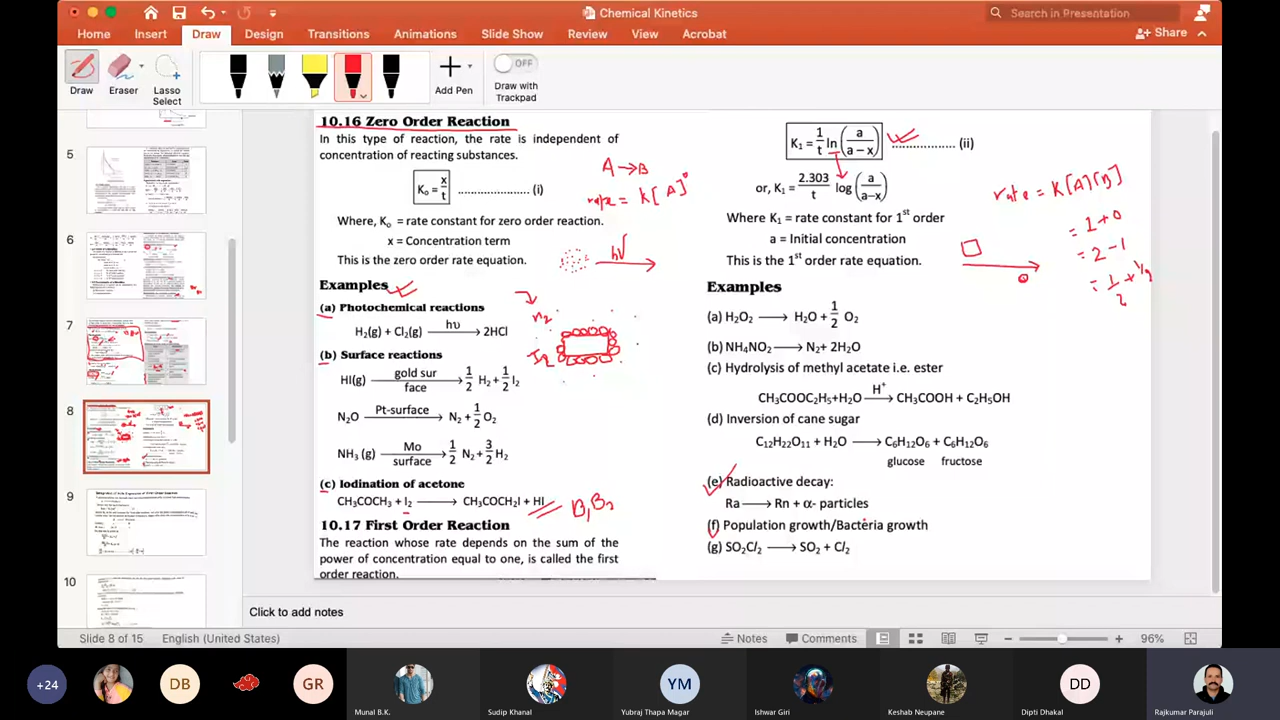 Chemical Kinetics
Search in Presentation
Home Insert Draw Design Transitions Animations Slide Show Review View Acrobat
Share
OFF
Draw
Eraser
Lasso
Select
Add Pen
Draw with
Trackpad
5
6
7
8
9
10
10.16 Zero Order Reaction
In this type of reaction, the rate is independent of
concentration of reacting substances.
K₀ = x/t ........................ (i)
A → B
rate = K[A]⁰
Where, K₀ = rate constant for zero order reaction.
x = Concentration term
This is the zero order rate equation.
hν
Examples
(a) Photochemical reactions
H₂(g) + Cl₂(g) hυ → 2HCl
(b) Surface reactions
HI(g) gold sur face → 1/2 H₂ + 1/2 I₂
H₂
I₂
N₂O Pt-surface → N₂ + 1/2 O₂
NH₃ (g) Mo surface → 1/2 N₂ + 3/2 H₂
(c) Iodination of acetone
CH₃COCH₃ + I₂ → CH₃COCH₂I + HI
10.17 First Order Reaction
The reaction whose rate depends on the sum of the
power of concentration equal to one, is called the first
order reaction.
K₁ = 1/t ln (a/a−x) .................. (ii)
or, K₁ = 2.303/t log (a/a−x)
rate = K[A][B]
= 1 + 0
= 2 - 1
Where K₁ = rate constant for 1st order
a = Initial concentration
This is the 1st order rate equation.
Examples
(a) H₂O₂ → H₂O + 1/2 O₂
(b) NH₄NO₂ → N₂ + 2H₂O
(c) Hydrolysis of methyl acetate i.e. ester
CH₃COOC₂H₅+H₂O H⁺ → CH₃COOH + C₂H₅OH
(d) Inversion of cane sugar
C₁₂H₂₂O₁₁ + H₂O → C₆H₁₂O₆ + C₆H₁₂O₆
glucose fructose
(e) Radioactive decay:
Ra → Rn + α- particles
(f) Population growth/Bacteria growth
(g) SO₂Cl₂ → SO₂ + Cl₂
Click to add notes
Slide 8 of 15 English (United States)
Notes Comments 96%
+24
DB
GR
YM
DD
Munal B.K.
Sudip Khanal
Yubraj Thapa Magar
Ishwar Giri
Keshab Neupane
Dipti Dhakal
Rajkumar Parajuli